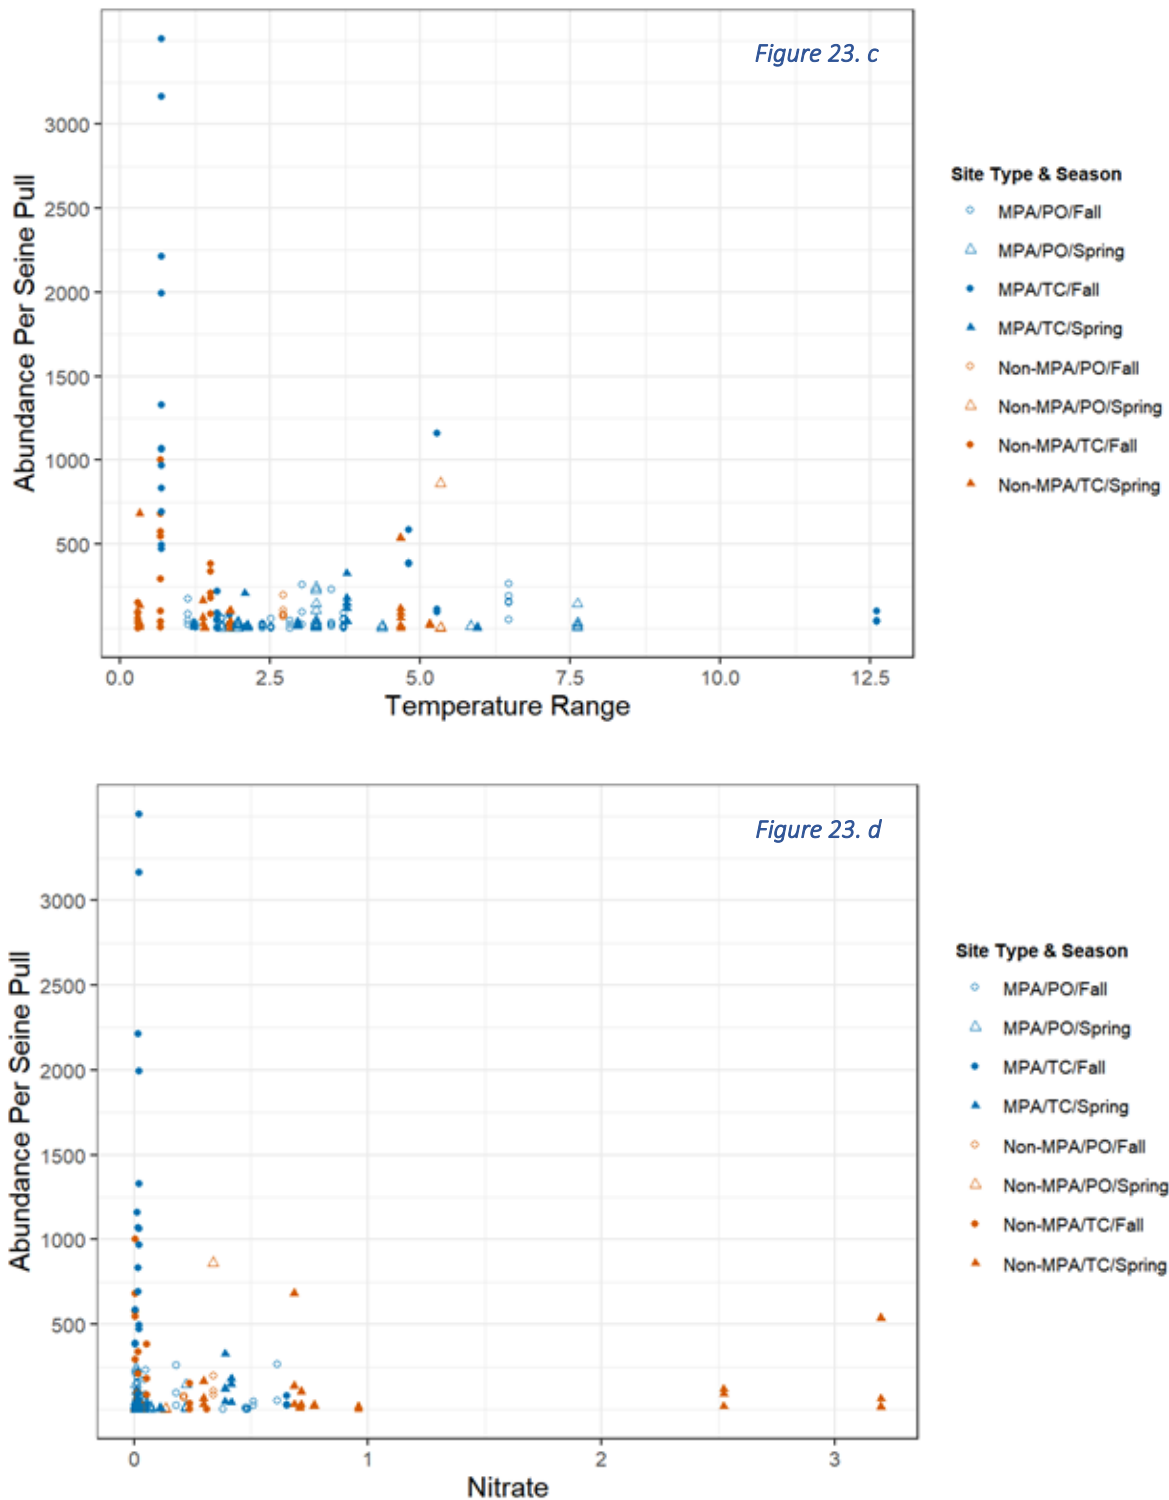 Figure 23. c
3000
2500
2000
1500
1000
500
Abundance Per Seine Pull
0.0 2.5 5.0 7.5 10.0 12.5
Temperature Range
Site Type & Season
MPA/PO/Fall
MPA/PO/Spring
MPA/TC/Fall
MPA/TC/Spring
Non-MPA/PO/Fall
Non-MPA/PO/Spring
Non-MPA/TC/Fall
Non-MPA/TC/Spring
Figure 23. d
3000
2500
2000
1500
1000
500
Abundance Per Seine Pull
0 1 2 3
Nitrate
Site Type & Season
MPA/PO/Fall
MPA/PO/Spring
MPA/TC/Fall
MPA/TC/Spring
Non-MPA/PO/Fall
Non-MPA/PO/Spring
Non-MPA/TC/Fall
Non-MPA/TC/Spring